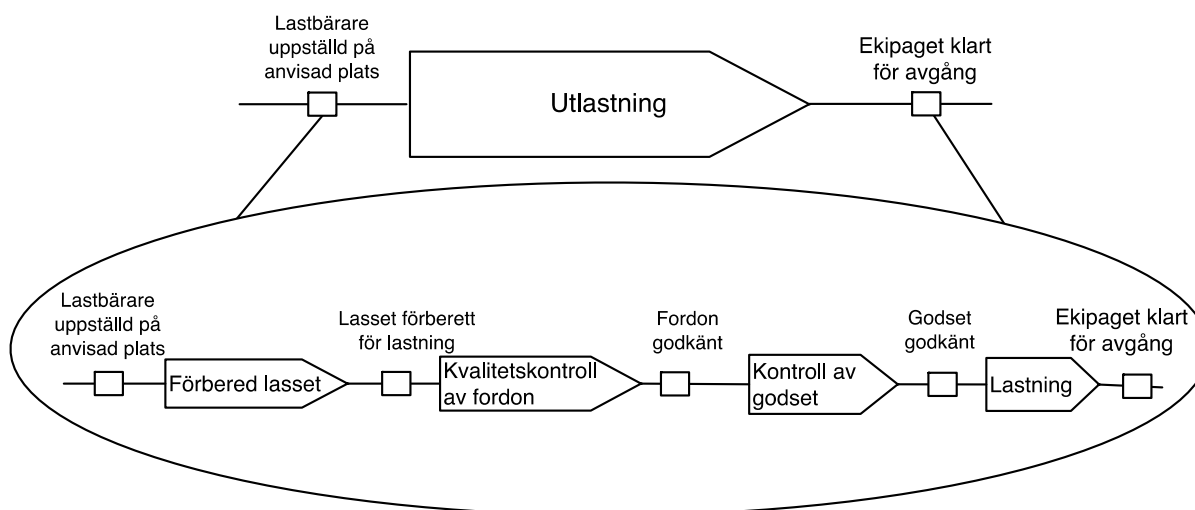 Lastbärare
uppställd på
anvisad plats
Utlastning
Ekipaget klart
för avgång
Lastbärare
uppställd på
anvisad plats
Förbered lasset
Lasset förberett
för lastning
Kvalitetskontroll
av fordon
Fordon
godkänt
Kontroll av
godset
Godset
godkänt
Lastning
Ekipaget klart
för avgång